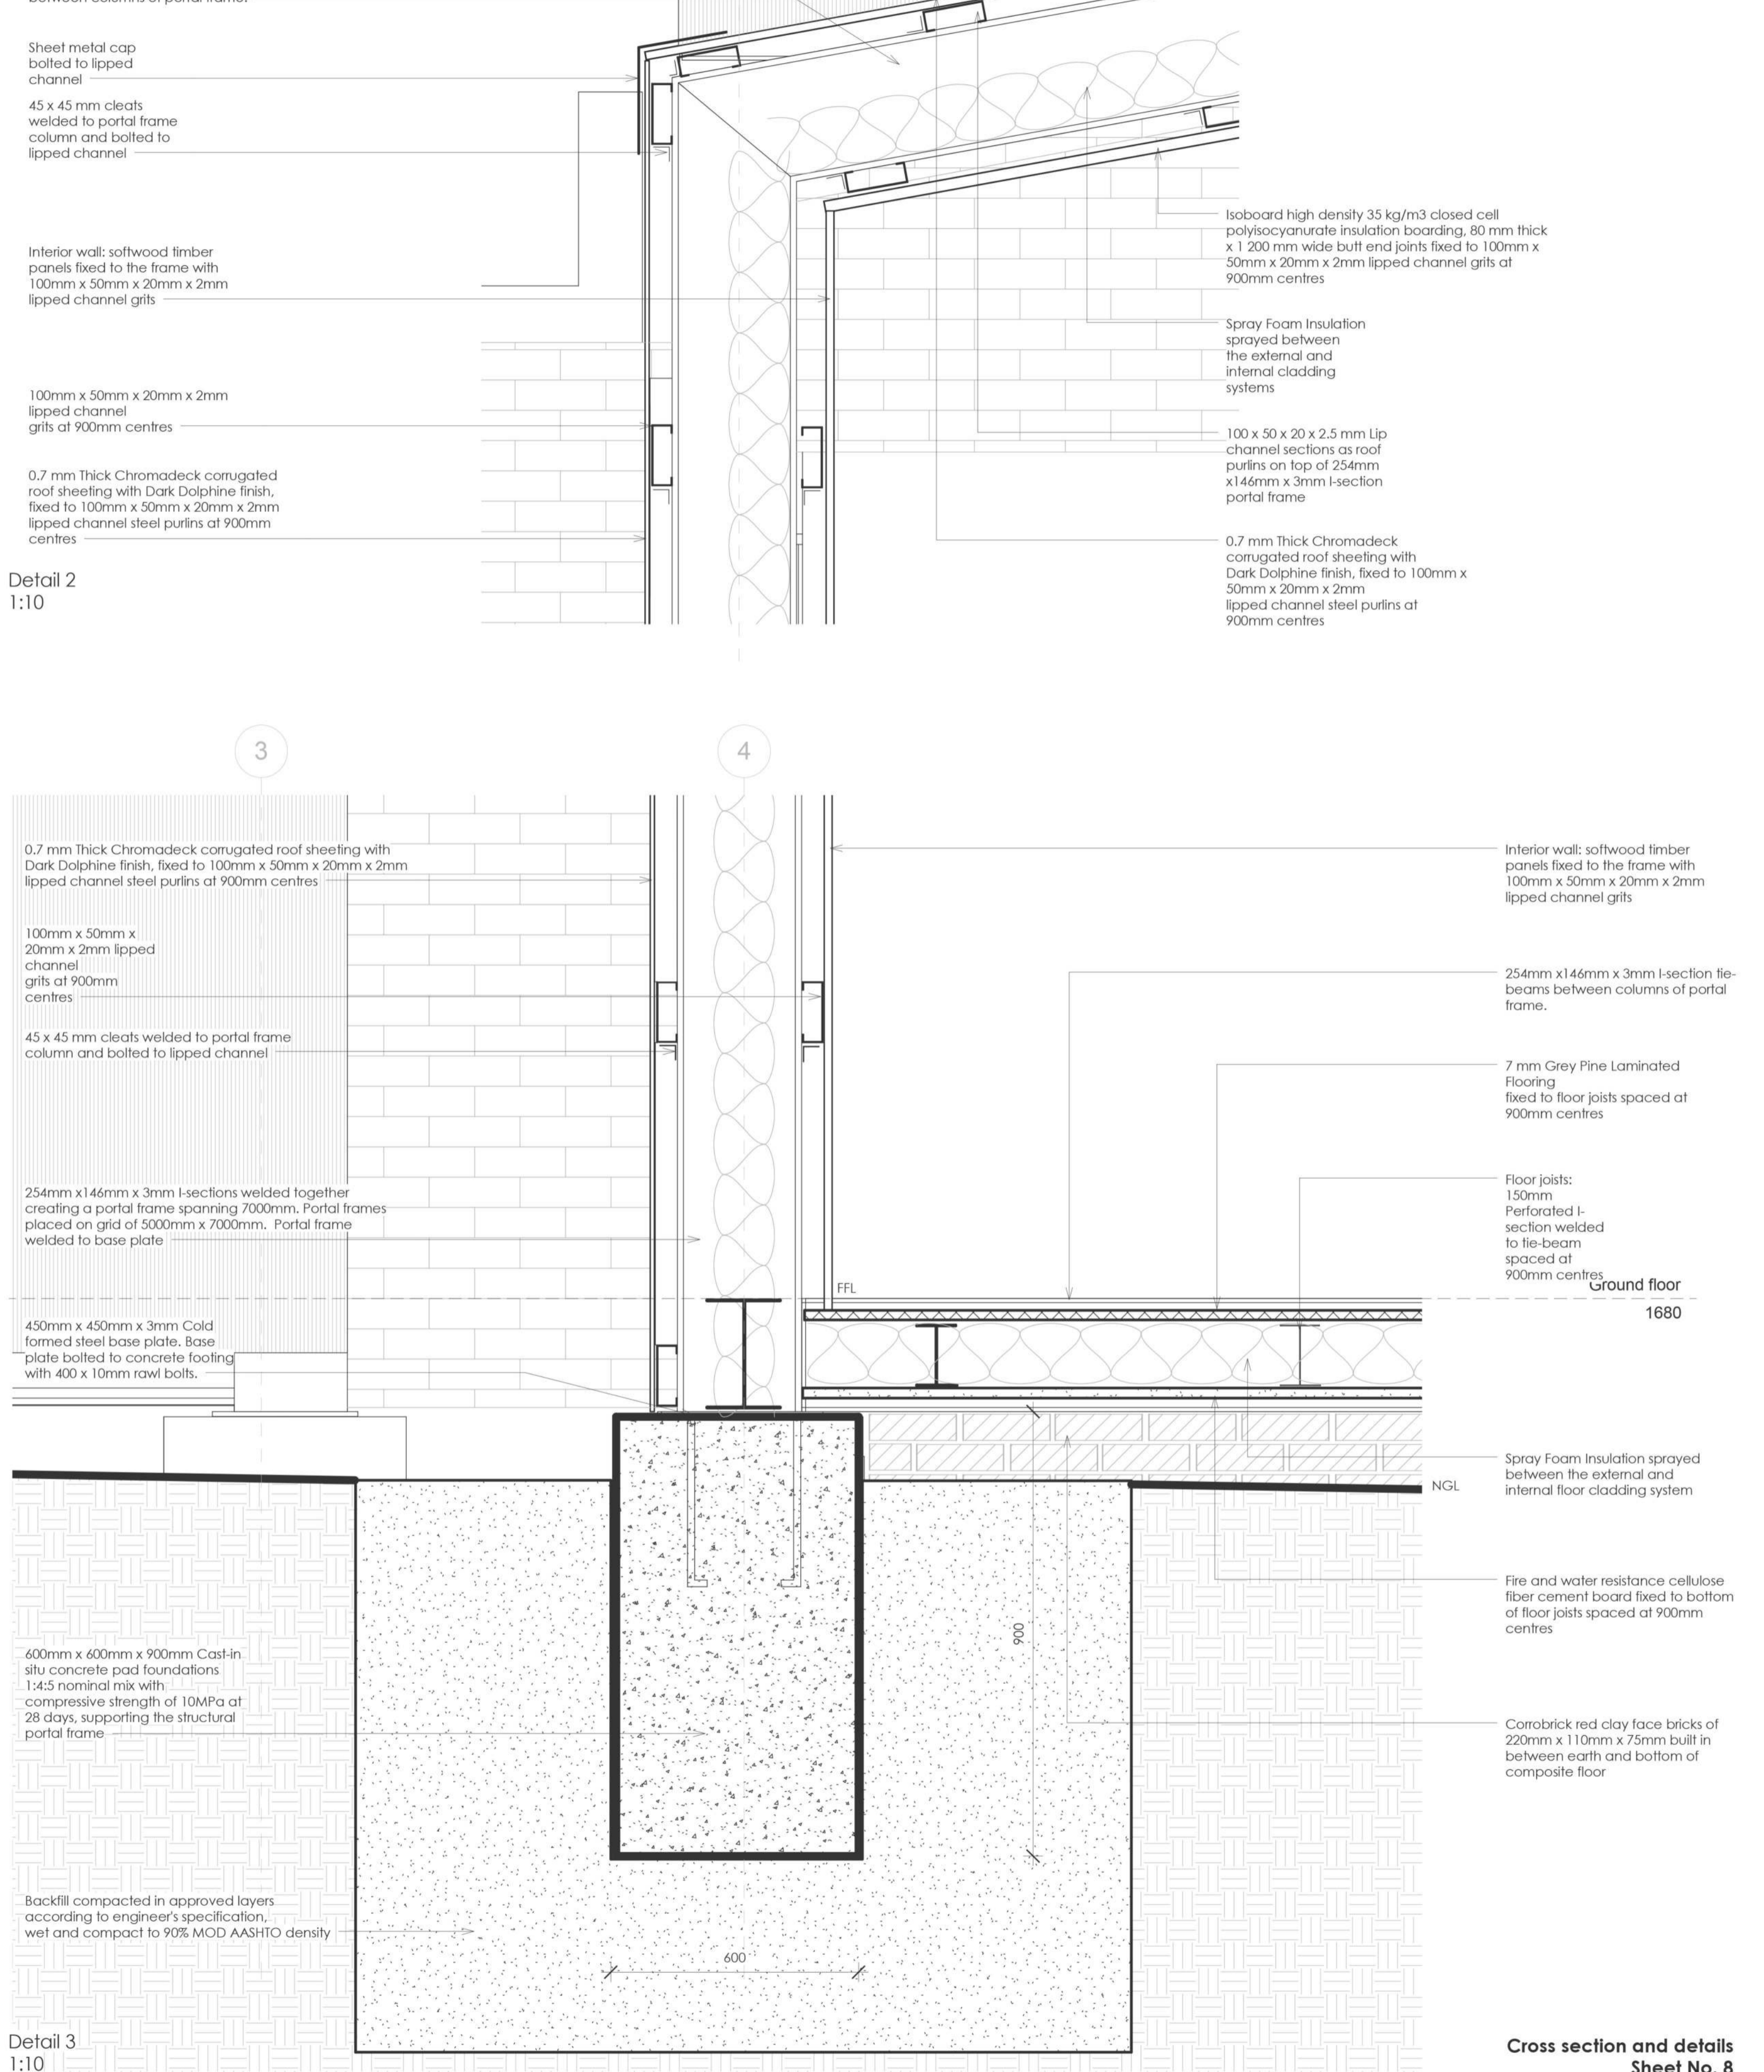 between columns of portal frame.
Sheet metal cap
bolted to lipped
channel
45 x 45 mm cleats
welded to portal frame
column and bolted to
lipped channel
Interior wall: softwood timber
panels fixed to the frame with
100mm x 50mm x 20mm x 2mm
lipped channel grits
100mm x 50mm x 20mm x 2mm
lipped channel
grits at 900mm centres
0.7 mm Thick Chromadeck corrugated
roof sheeting with Dark Dolphine finish,
fixed to 100mm x 50mm x 20mm x 2mm
lipped channel steel purlins at 900mm
centres
Detail 2
1:10
Isoboard high density 35 kg/m3 closed cell
polyisocyanurate insulation boarding, 80 mm thick
x 1 200 mm wide butt end joints fixed to 100mm x
50mm x 20mm x 2mm lipped channel grits at
900mm centres
Spray Foam Insulation
sprayed between
the external and
internal cladding
systems
100 x 50 x 20 x 2.5 mm Lip
channel sections as roof
purlins on top of 254mm
x146mm x 3mm I-section
portal frame
0.7 mm Thick Chromadeck
corrugated roof sheeting with
Dark Dolphine finish, fixed to 100mm x
50mm x 20mm x 2mm
lipped channel steel purlins at
900mm centres
3
4
0.7 mm Thick Chromadeck corrugated roof sheeting with
Dark Dolphine finish, fixed to 100mm x 50mm x 20mm x 2mm
lipped channel steel purlins at 900mm centres
100mm x 50mm x
20mm x 2mm lipped
channel
grits at 900mm
centres
45 x 45 mm cleats welded to portal frame
column and bolted to lipped channel
254mm x146mm x 3mm I-sections welded together
creating a portal frame spanning 7000mm. Portal frames
placed on grid of 5000mm x 7000mm. Portal frame
welded to base plate
450mm x 450mm x 3mm Cold
formed steel base plate. Base
plate bolted to concrete footing
with 400 x 10mm rawl bolts.
600mm x 600mm x 900mm Cast-in
situ concrete pad foundations
1:4:5 nominal mix with
compressive strength of 10MPa at
28 days, supporting the structural
portal frame
Backfill compacted in approved layers
according to engineer's specification,
wet and compact to 90% MOD AASHTO density
Detail 3
1:10
FFL
900
600
Interior wall: softwood timber
panels fixed to the frame with
100mm x 50mm x 20mm x 2mm
lipped channel grits
254mm x146mm x 3mm I-section tie-
beams between columns of portal
frame.
7 mm Grey Pine Laminated
Flooring
fixed to floor joists spaced at
900mm centres
Floor joists:
150mm
Perforated I-
section welded
to tie-beam
spaced at
900mm centres
Ground floor
1680
Spray Foam Insulation sprayed
between the external and
internal floor cladding system
NGL
Fire and water resistance cellulose
fiber cement board fixed to bottom
of floor joists spaced at 900mm
centres
Corrobrick red clay face bricks of
220mm x 110mm x 75mm built in
between earth and bottom of
composite floor
Cross section and details
Sheet No. 8